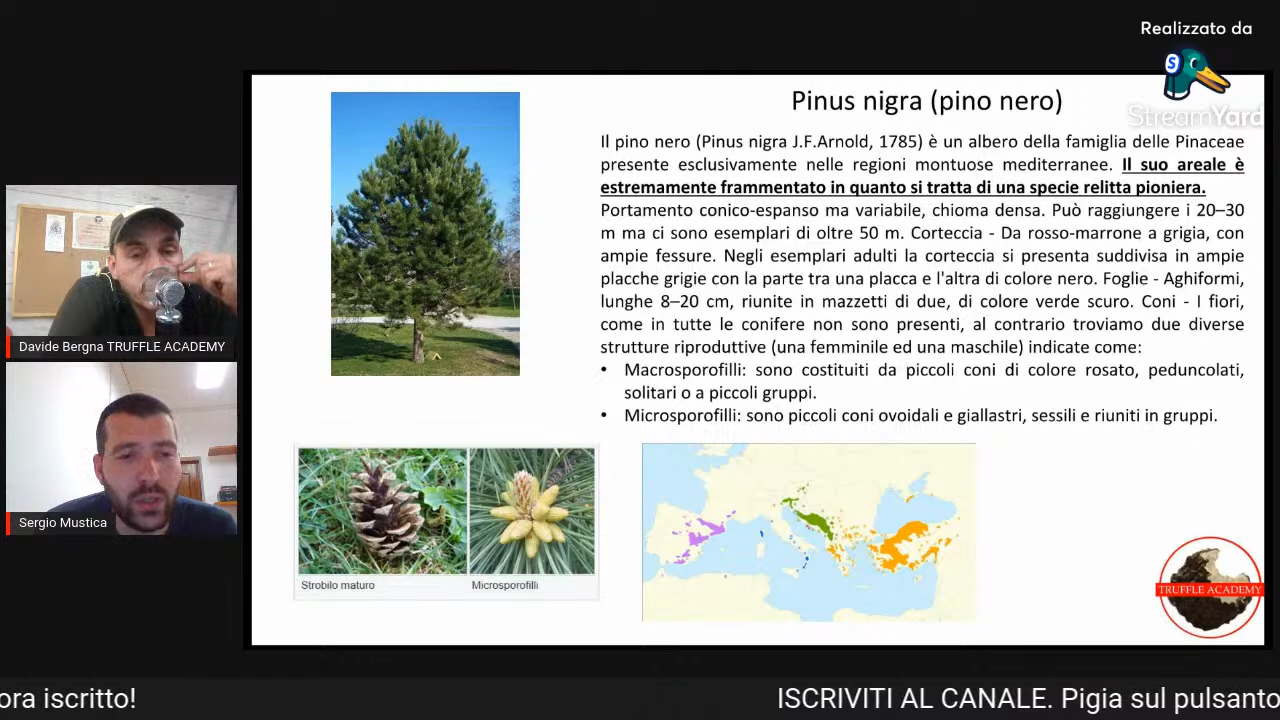 Realizzato da
StreamYard
Pinus nigra (pino nero)
Il pino nero (Pinus nigra J.F.Arnold, 1785) è un albero della famiglia delle Pinaceae
presente esclusivamente nelle regioni montuose mediterranee. Il suo areale è
estremamente frammentato in quanto si tratta di una specie relitta pioniera.
Portamento conico-espanso ma variabile, chioma densa. Può raggiungere i 20–30
m ma ci sono esemplari di oltre 50 m. Corteccia - Da rosso-marrone a grigia, con
ampie fessure. Negli esemplari adulti la corteccia si presenta suddivisa in ampie
placche grigie con la parte tra una placca e l'altra di colore nero. Foglie - Aghiformi,
lunghe 8–20 cm, riunite in mazzetti di due, di colore verde scuro. Coni - I fiori,
come in tutte le conifere non sono presenti, al contrario troviamo due diverse
strutture riproduttive (una femminile ed una maschile) indicate come:
• Macrosporofilli: sono costituiti da piccoli coni di colore rosato, peduncolati,
solitari o a piccoli gruppi.
• Microsporofilli: sono piccoli coni ovoidali e giallastri, sessili e riuniti in gruppi.
Davide Bergna TRUFFLE ACADEMY
Sergio Mustica
Strobilo maturo
Microsporofilli
TRUFFLE ACADEMY
ora iscritto!
ISCRIVITI AL CANALE. Pigia sul pulsanto